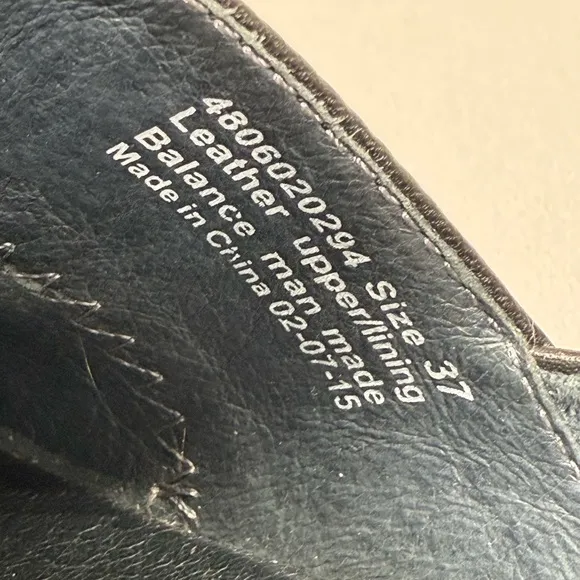 4806020294 Size 37
Leather upper/lining
Balance man made
Made in China 02-07-15